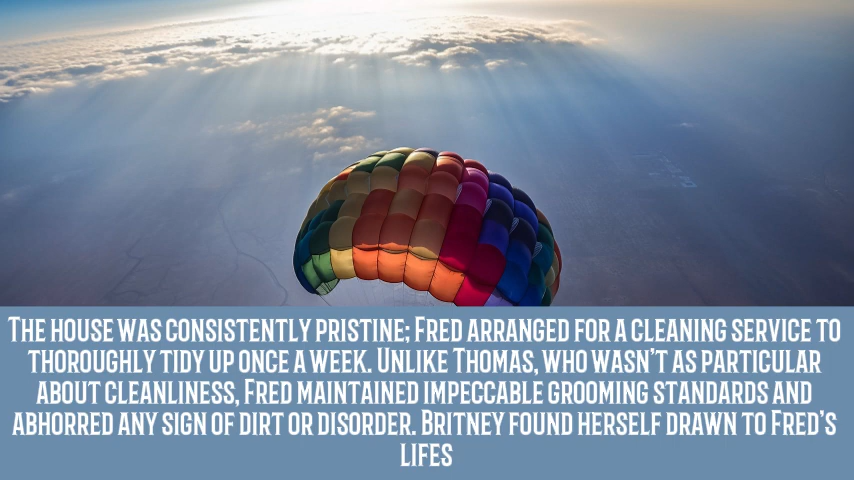 The house was consistently pristine; Fred arranged for a cleaning service to
thoroughly tidy up once a week. Unlike Thomas, who wasn't as particular
about cleanliness, Fred maintained impeccable grooming standards and
abhorred any sign of dirt or disorder. Britney found herself drawn to Fred's
lifes